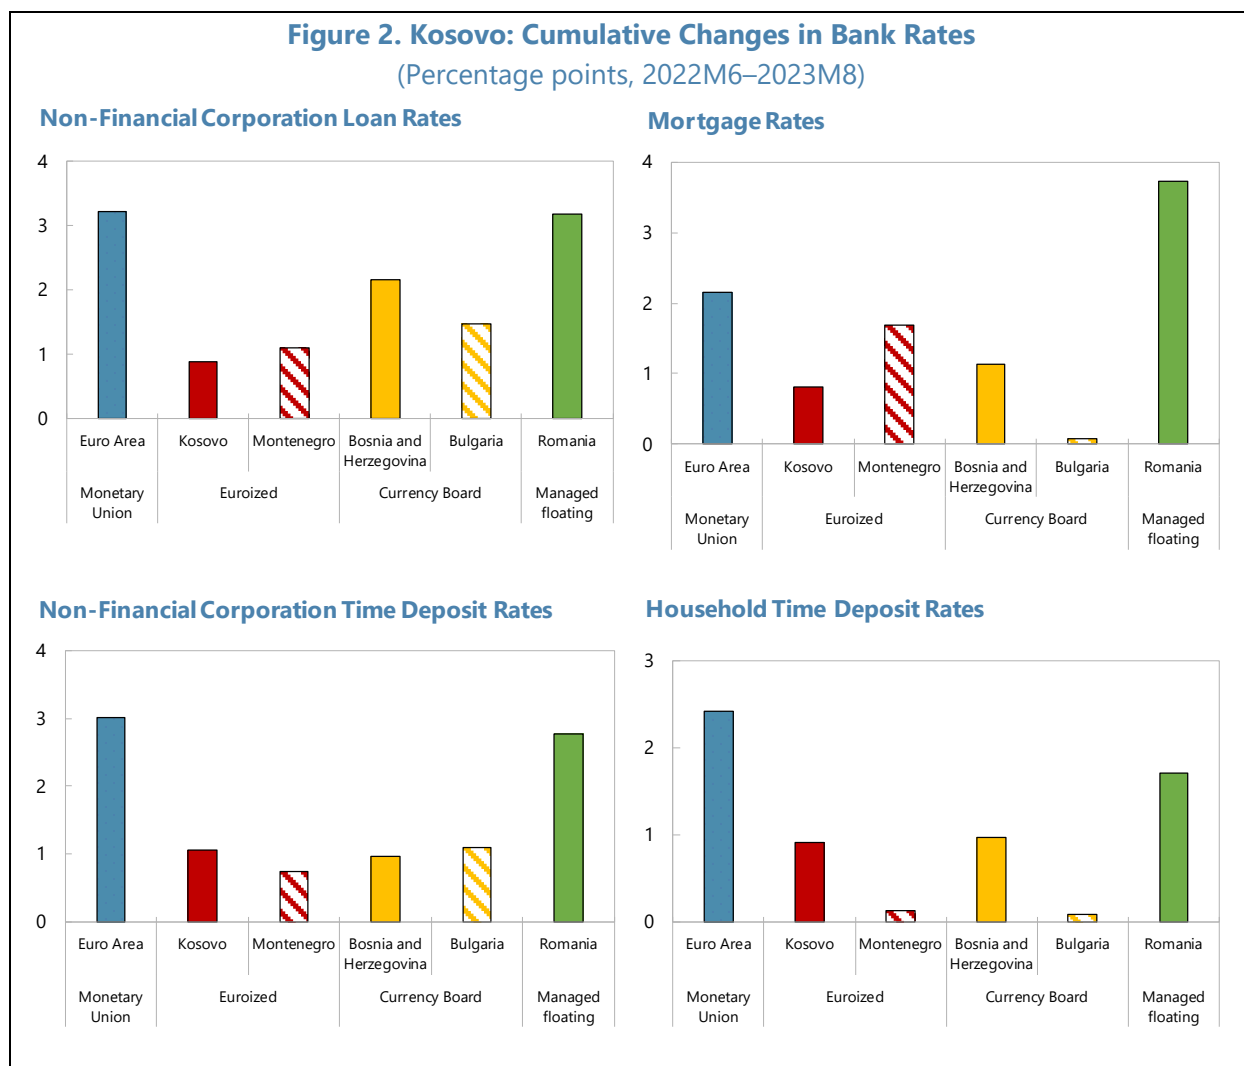 Figure 2. Kosovo: Cumulative Changes in Bank Rates
(Percentage points, 2022M6–2023M8)
Non-Financial Corporation Loan Rates
4
3
2
1
0
Euro Area Kosovo Montenegro Bosnia and Bulgaria Romania
Herzegovina
Monetary Euroized Currency Board Managed
Union floating
Mortgage Rates
4
3
2
1
0
Euro Area Kosovo Montenegro Bosnia and Bulgaria Romania
Herzegovina
Monetary Euroized Currency Board Managed
Union floating
Non-Financial Corporation Time Deposit Rates
4
3
2
1
0
Euro Area Kosovo Montenegro Bosnia and Bulgaria Romania
Herzegovina
Monetary Euroized Currency Board Managed
Union floating
Household Time Deposit Rates
3
2
1
0
Euro Area Kosovo Montenegro Bosnia and Bulgaria Romania
Herzegovina
Monetary Euroized Currency Board Managed
Union floating